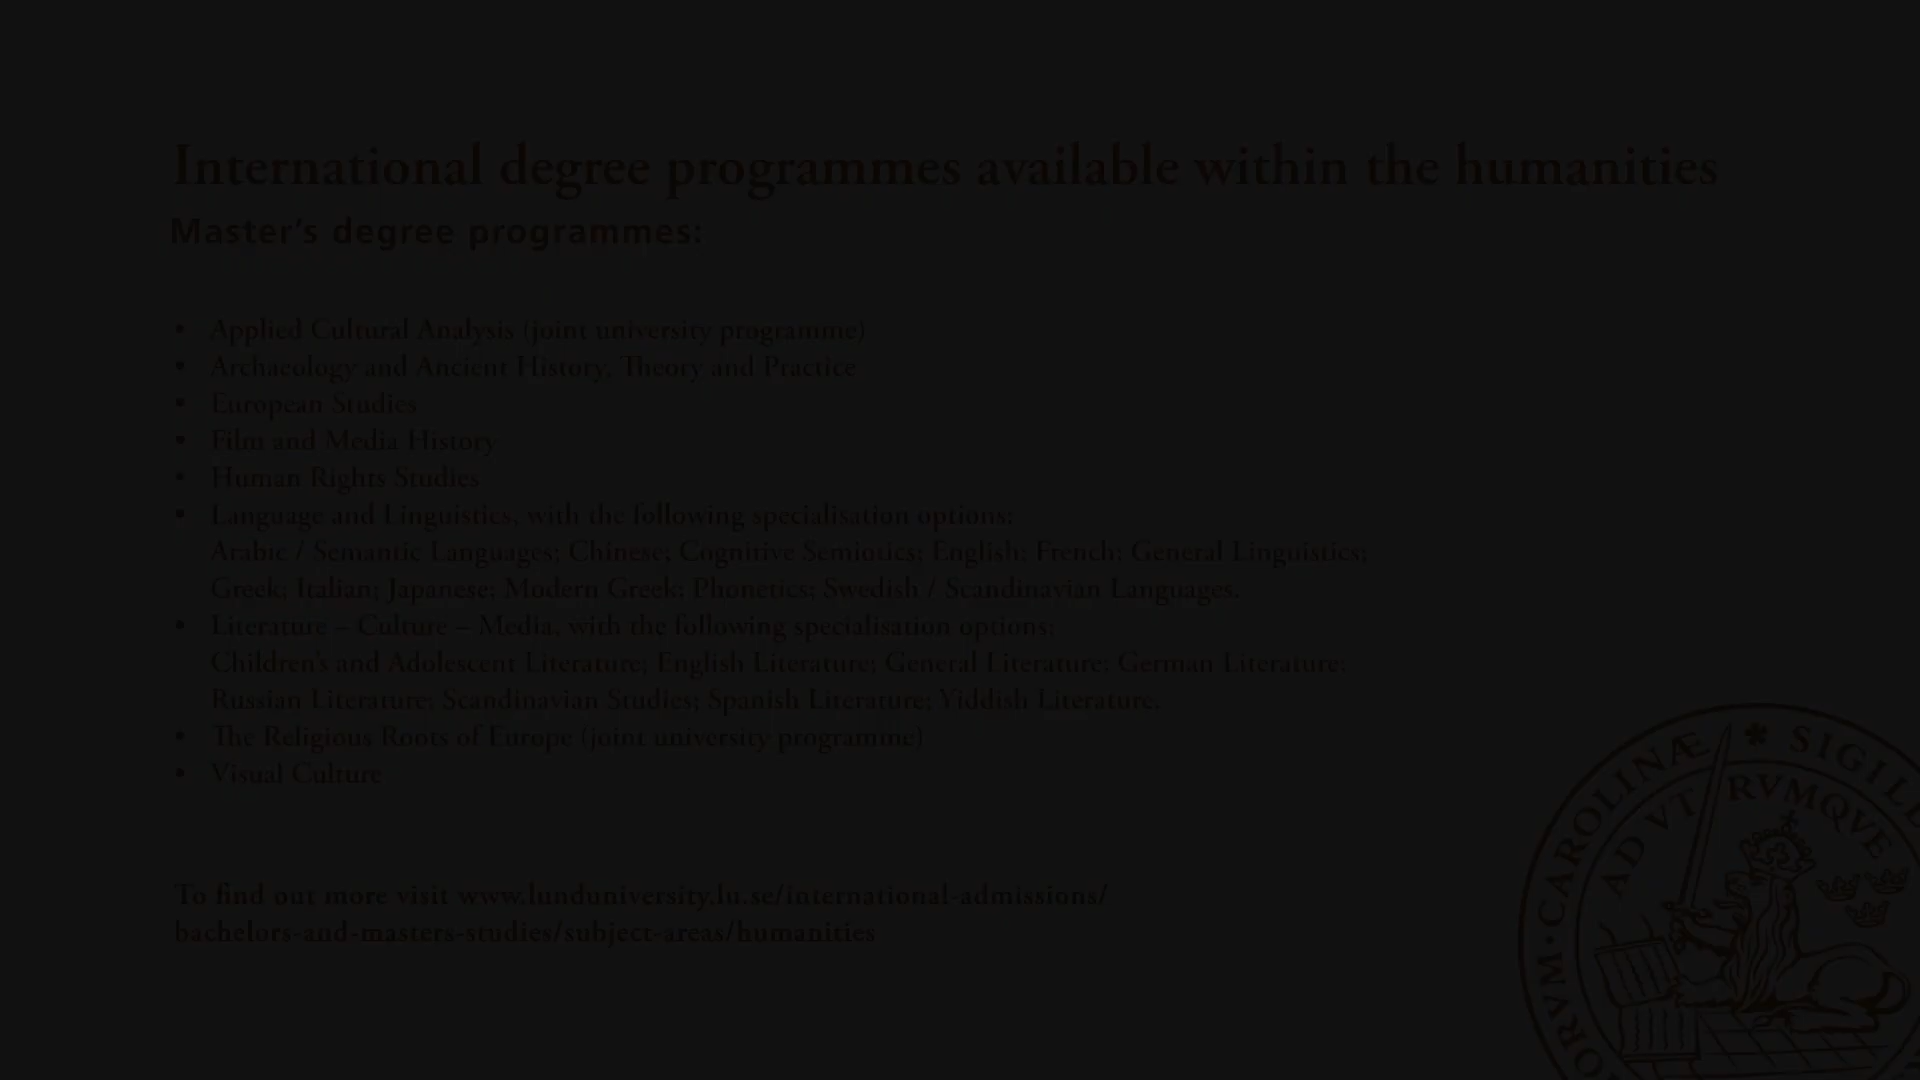 International degree programmes available within the humanities
Master's degree programmes:
• Applied Cultural Analysis (joint university programme)
• Archaeology and Ancient History, Theory and Practice
• European Studies
• Film and Media History
• Human Rights Studies
• Language and Linguistics, with the following specialisation options:
Arabic / Semantic Languages; Chinese; Cognitive Semiotics; English; French; General Linguistics;
Greek; Italian; Japanese; Modern Greek; Phonetics; Swedish / Scandinavian Languages.
• Literature – Culture – Media, with the following specialisation options:
Children's and Adolescent Literature; English Literature; General Literature; German Literature;
Russian Literature; Scandinavian Studies; Spanish Literature; Yiddish Literature.
• The Religious Roots of Europe (joint university programme)
• Visual Culture
To find out more visit www.lunduniversity.lu.se/international-admissions/
bachelors-and-masters-studies/subject-areas/humanities
ORVM · CAROLINÆ * SIGILL
AD VTRVMQVE